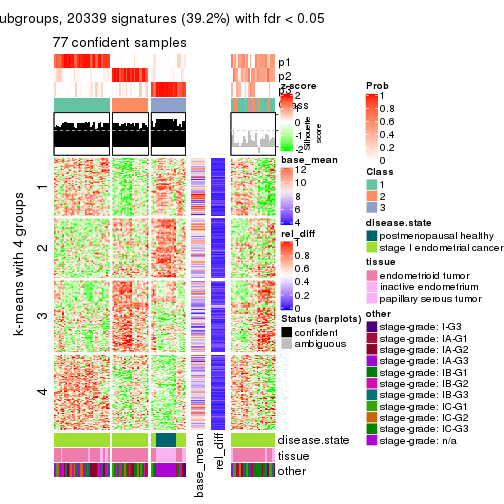 ubgroups, 20339 signatures (39.2%) with fdr < 0.05
77 confident samples
p1
p2
p3
Class
Silhouette
score
k-means with 4 groups
1
2
3
4
base_mean
rel_diff
disease.state
tissue
other
z-score
2
1
0
-1
-2
base_mean
12
10
8
6
4
rel_diff
1
0.8
0.6
0.4
0.2
0
Status (barplots)
confident
ambiguous
Prob
1
0.8
0.6
0.4
0.2
0
Class
1
2
3
disease.state
postmenopausal healthy
stage I endometrial cancer
tissue
endometrioid tumor
inactive endometrium
papillary serous tumor
other
stage-grade: I-G3
stage-grade: IA-G1
stage-grade: IA-G2
stage-grade: IA-G3
stage-grade: IB-G1
stage-grade: IB-G2
stage-grade: IB-G3
stage-grade: IC-G1
stage-grade: IC-G2
stage-grade: IC-G3
stage-grade: n/a